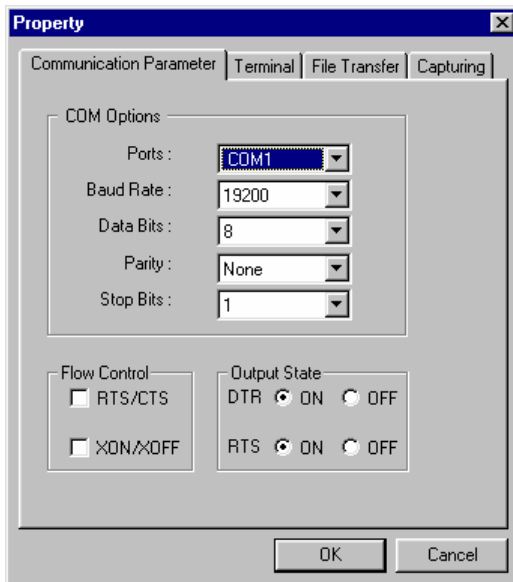 Property
Communication Parameter Terminal File Transfer Capturing
COM Options
Ports : COM1
Baud Rate : 19200
Data Bits : 8
Parity : None
Stop Bits : 1
Flow Control
RTS/CTS
XON/XOFF
Output State
DTR ON OFF
RTS ON OFF
OK Cancel